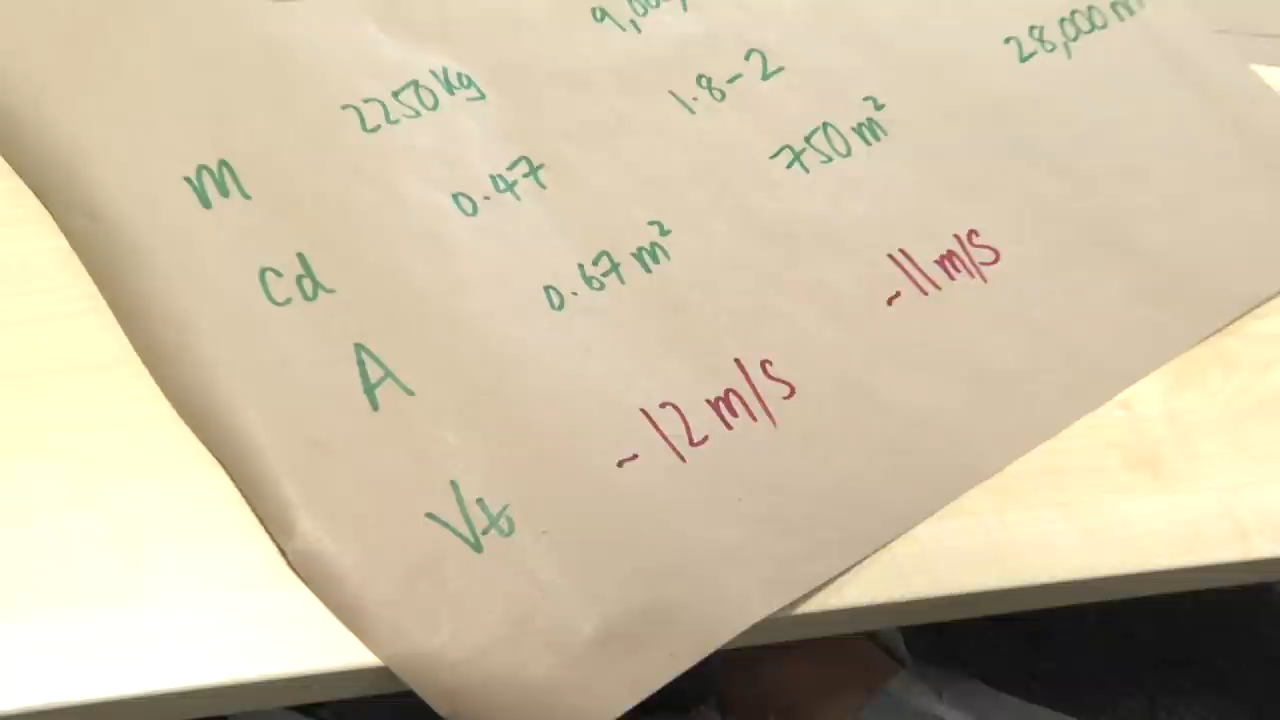 m 2250 Kg
Cd 0.47 1.8-2
A 0.67 m² 750 m² 28,000 m
Vt ~12 m/s ~11 m/s